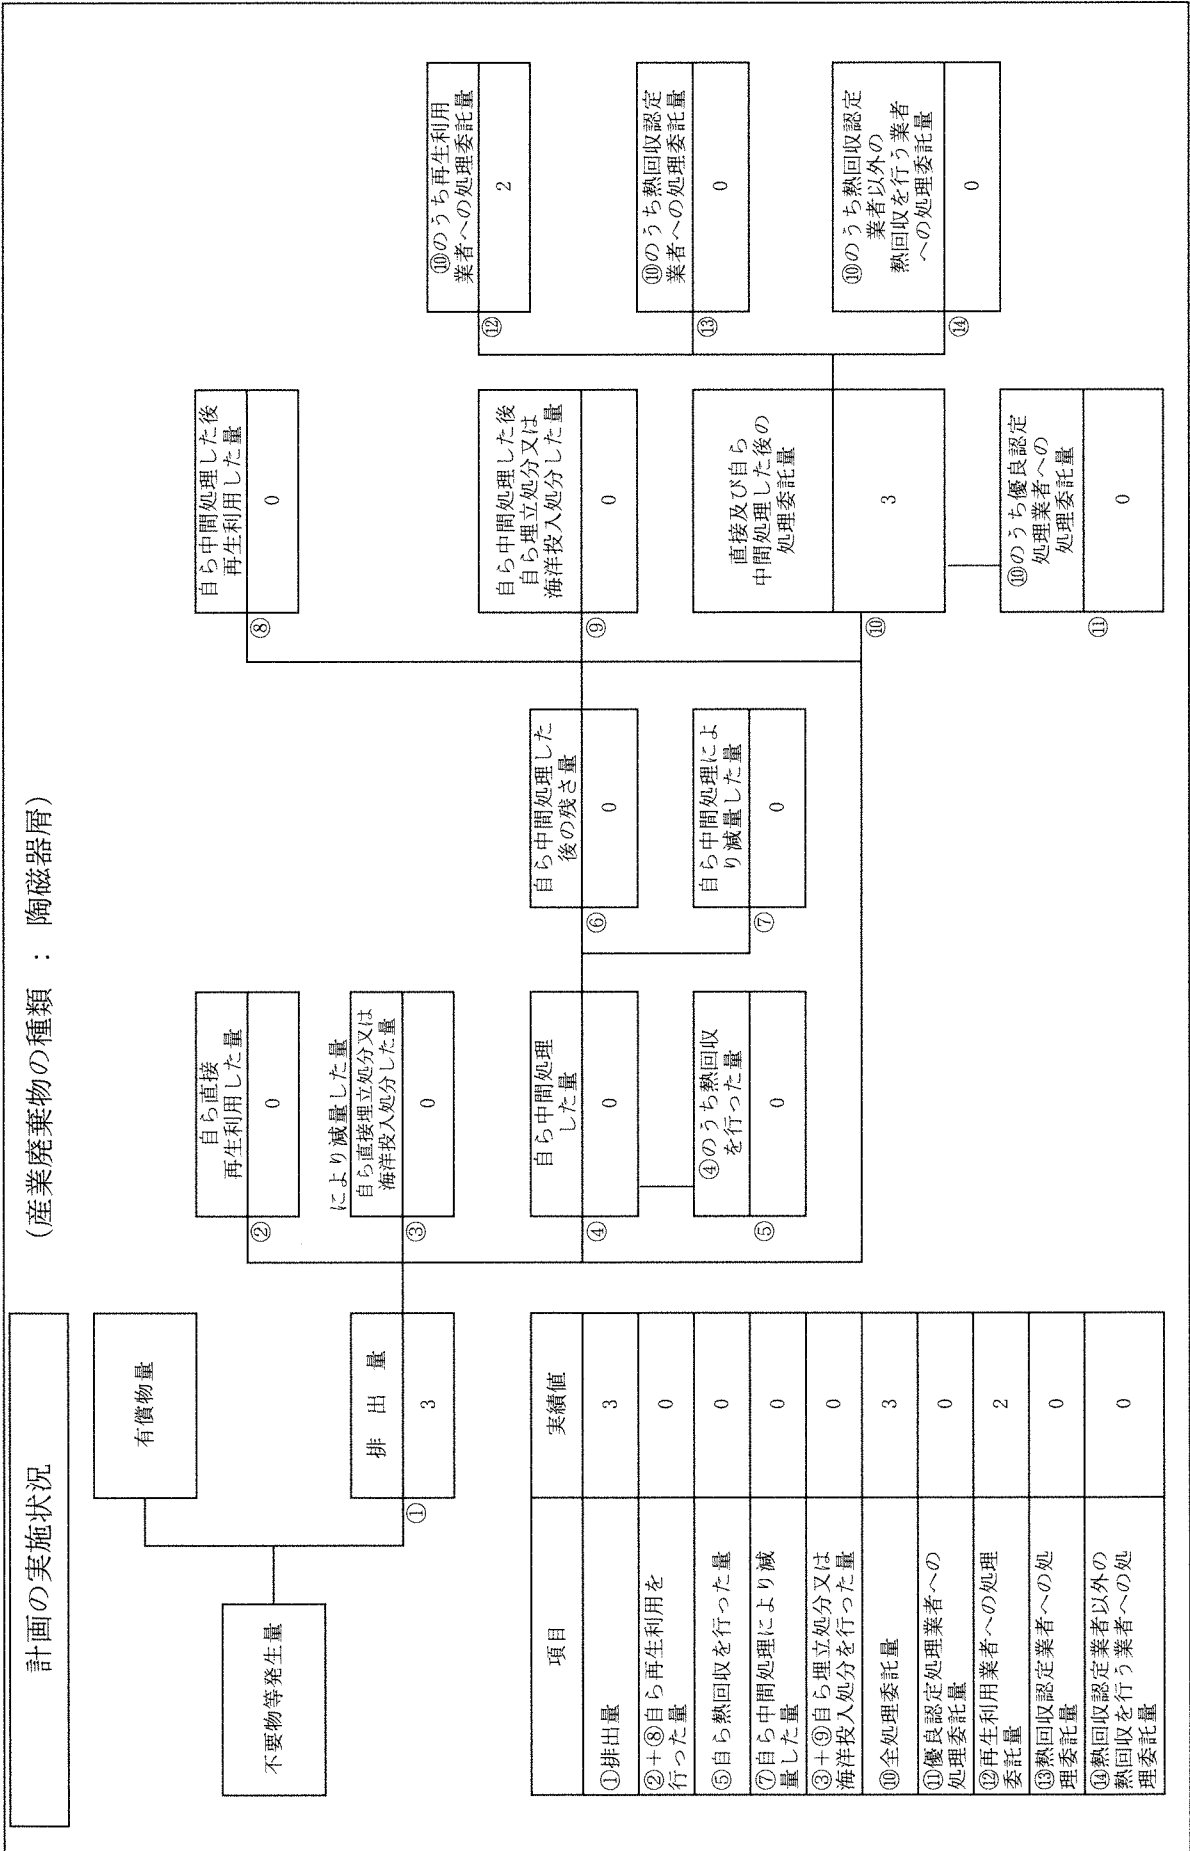 計画の実施状況
(産業廃棄物の種類 : 陶磁器屑)
不要物等発生量
有償物量
①
排 出 量
3
②
自ら直接
再生利用した量
0
により減量した量
③
自ら直接埋立処分又は
海洋投入処分した量
0
④
自ら中間処理
した量
0
⑤
④のうち熱回収
を行った量
0
⑥
自ら中間処理した
後の残さ量
0
⑦
自ら中間処理によ
り減量した量
0
⑧
自ら中間処理した後
再生利用した量
0
⑨
自ら中間処理した後
自ら埋立処分又は
海洋投入処分した量
0
⑩
直接及び自ら
中間処理した後の
処理委託量
3
⑪
⑩のうち優良認定
処理業者への
処理委託量
0
⑫
⑩のうち再生利用
業者への処理委託量
2
⑬
⑩のうち熱回収認定
業者への処理委託量
0
⑭
⑩のうち熱回収認定
業者以外の
熱回収を行う業者
への処理委託量
0
項目 実績値
①排出量 3
②+⑧自ら再生利用を
行った量 0
⑤自ら熱回収を行った量 0
⑦自ら中間処理により減
量した量 0
③+⑨自ら埋立処分又は
海洋投入処分を行った量 0
⑩全処理委託量 3
⑪優良認定処理業者への
処理委託量 0
⑫再生利用業者への処理
委託量 2
⑬熱回収認定業者への処
理委託量 0
⑭熱回収認定業者以外の
熱回収を行う業者への処
理委託量 0